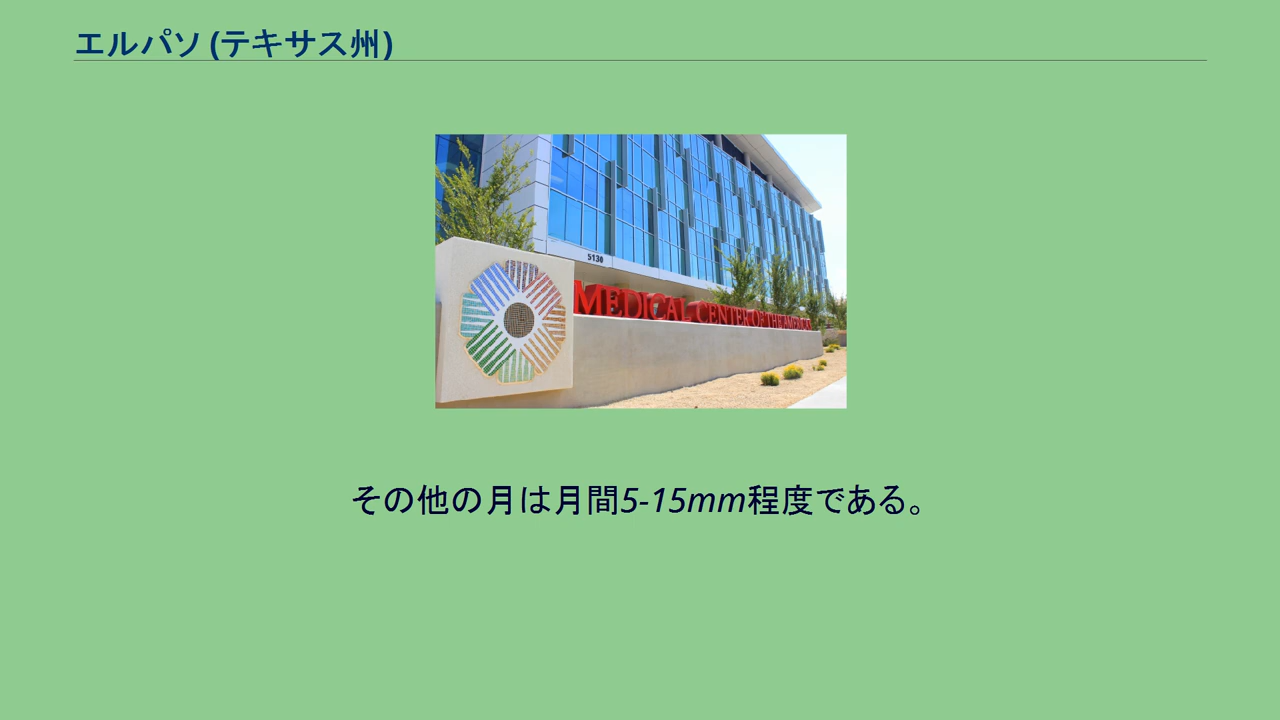 エルパソ (テキサス州)
5130
MEDICAL CENTER OF THE AMERICAS
その他の月は月間5-15mm程度である。